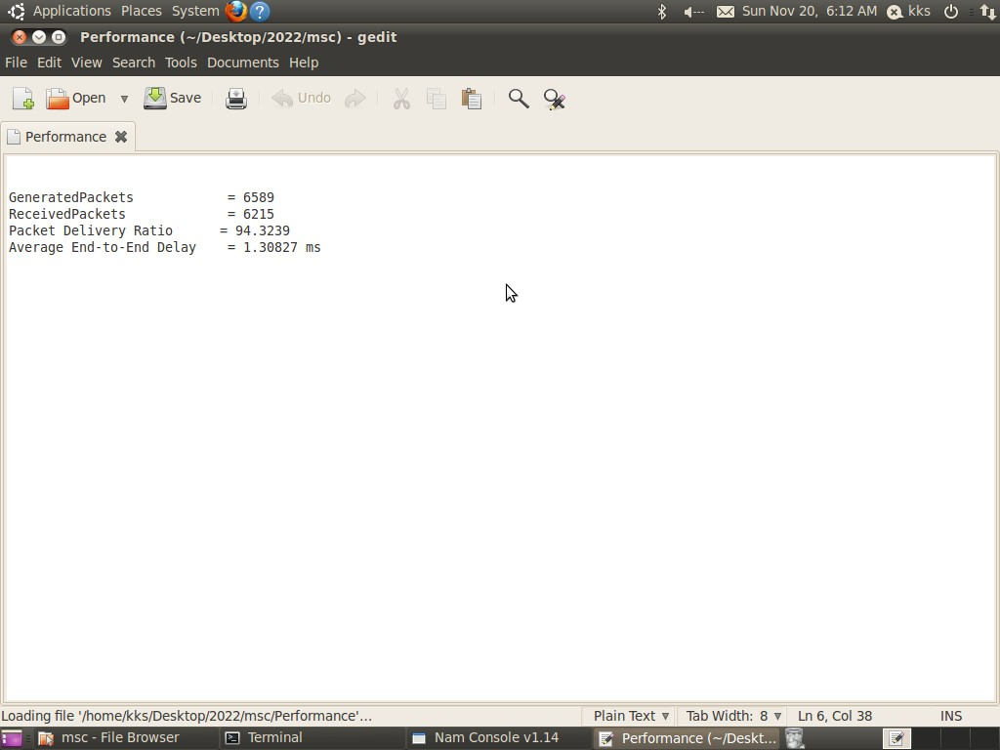 Applications Places System Sun Nov 20, 6:12 AM kks
Performance (~/Desktop/2022/msc) - gedit
File Edit View Search Tools Documents Help
Open Save Undo
Performance
GeneratedPackets = 6589
ReceivedPackets = 6215
Packet Delivery Ratio = 94.3239
Average End-to-End Delay = 1.30827 ms
Loading file '/home/kks/Desktop/2022/msc/Performance'... Plain Text Tab Width: 8 Ln 6, Col 38 INS
msc - File Browser Terminal Nam Console v1.14 Performance (~/Deskt...